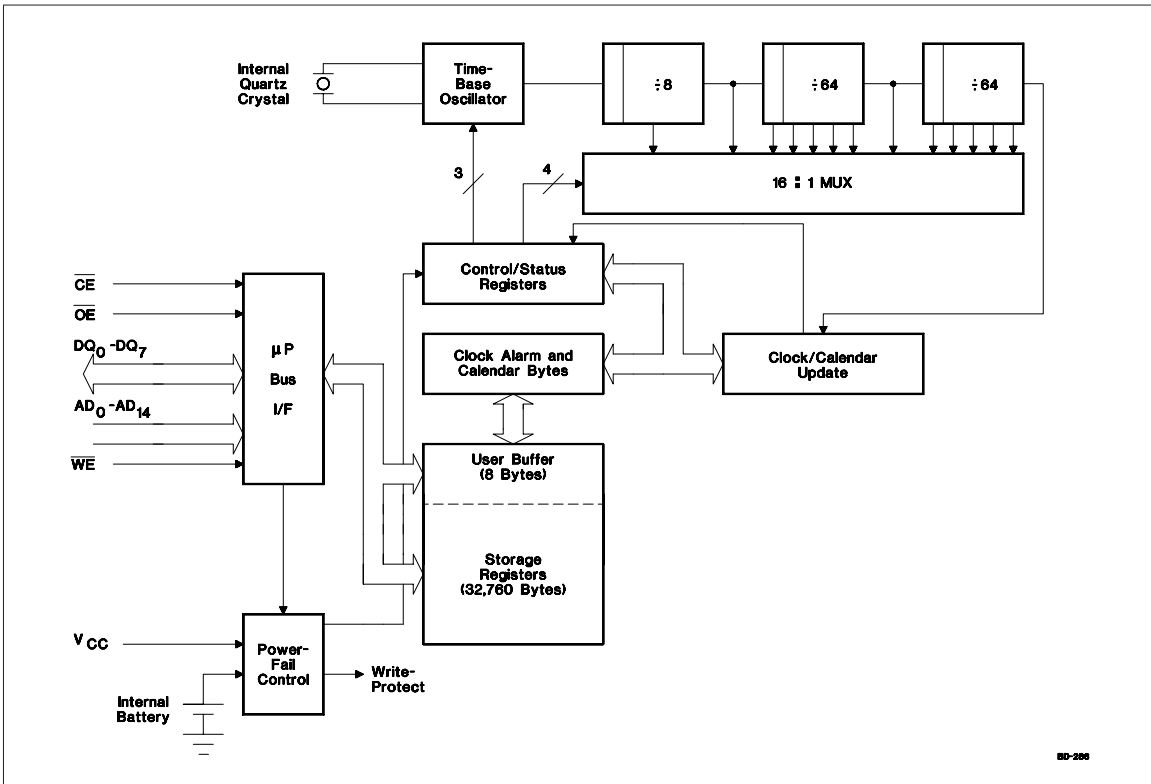 Internal
Quartz
Crystal
Time-
Base
Oscillator
÷8
÷64
÷64
3
4
16 : 1 MUX
CE
OE
DQ0 -DQ7
AD0 -AD14
WE
μP
Bus
I/F
Control/Status
Registers
Clock Alarm and
Calendar Bytes
Clock/Calendar
Update
User Buffer
(8 Bytes)
Storage
Registers
(32,760 Bytes)
VCC
Power-
Fail
Control
Write-
Protect
Internal
Battery
BD-286